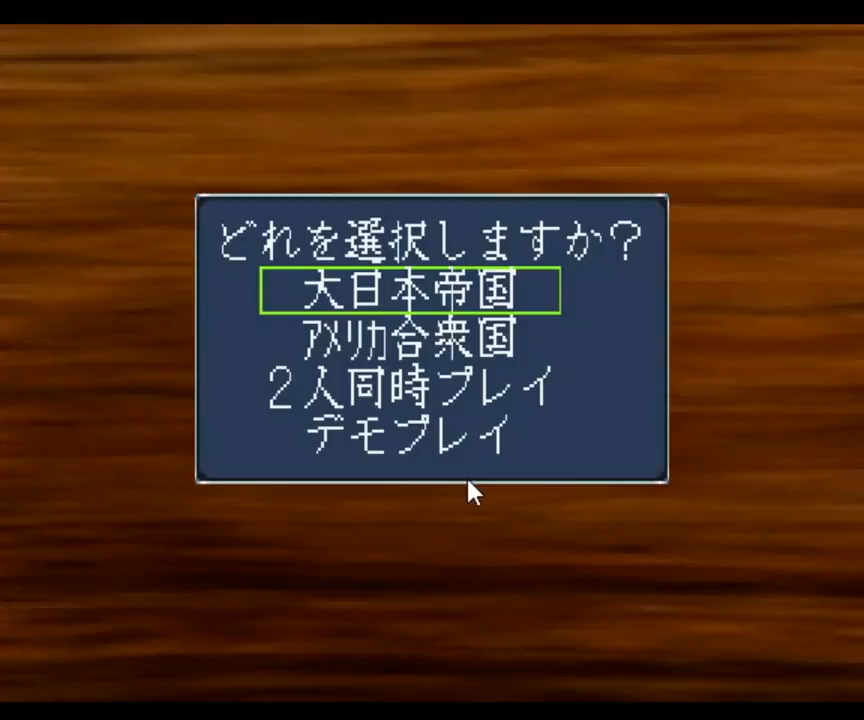 どれを選択しますか?
大日本帝国
アメリカ合衆国
2人同時プレイ
デモプレイ